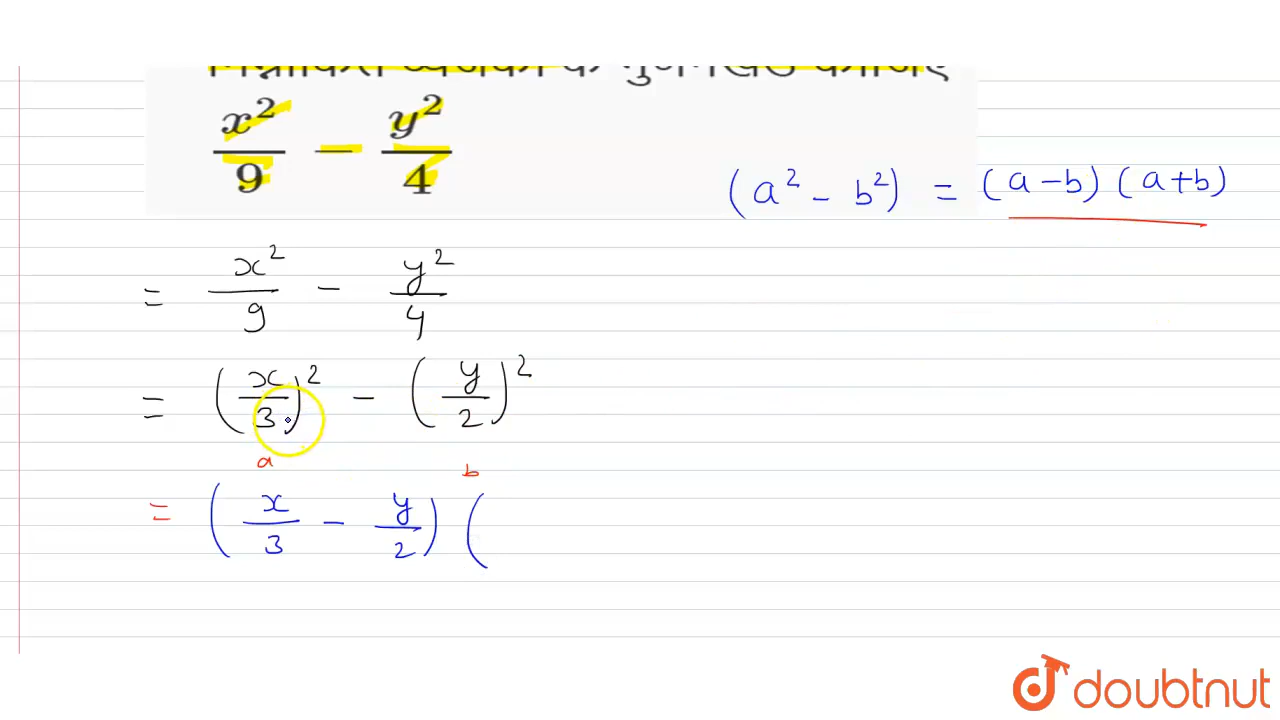 x²/9 − y²/4
(a² − b²) = (a−b) (a+b)
= x²/9 − y²/4
= (x/3)² − (y/2)²
a b
= (x/3 − y/2) (
doubtnut